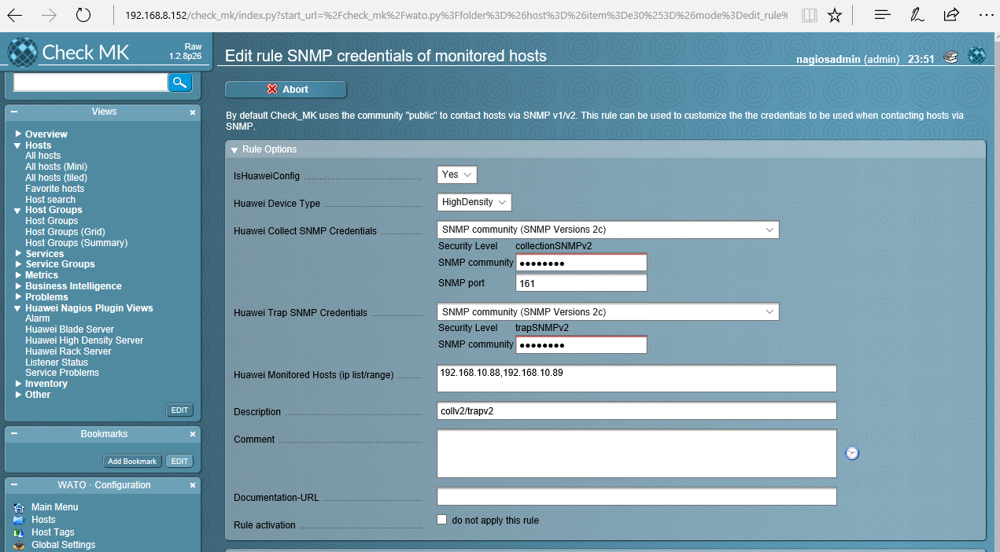 192.168.8.152/check_mk/index.py?start_url=%2Fcheck_mk%2Fwato.py%3Ffolder%3D%26host%3D%26item%3De30%253D%26mode%3Dedit_rule%
Check MK
Raw
1.2.8p26
Edit rule SNMP credentials of monitored hosts
nagiosadmin (admin) 23:51
Abort
By default Check_MK uses the community "public" to contact hosts via SNMP v1/v2. This rule can be used to customize the the credentials to be used when contacting hosts via
SNMP.
Views
Overview
Hosts
All hosts
All hosts (Mini)
All hosts (tiled)
Favorite hosts
Host search
Host Groups
Host Groups
Host Groups (Grid)
Host Groups (Summary)
Services
Service Groups
Metrics
Business Intelligence
Problems
Huawei Nagios Plugin Views
Alarm
Huawei Blade Server
Huawei High Density Server
Huawei Rack Server
Listener Status
Service Problems
Inventory
Other
EDIT
Bookmarks
Add Bookmark EDIT
WATO · Configuration
Main Menu
Hosts
Host Tags
Global Settings
Rule Options
IsHuaweiConfig Yes
Huawei Device Type HighDensity
Huawei Collect SNMP Credentials SNMP community (SNMP Versions 2c)
Security Level collectionSNMPv2
SNMP community ●●●●●●●●
SNMP port 161
Huawei Trap SNMP Credentials SNMP community (SNMP Versions 2c)
Security Level trapSNMPv2
SNMP community ●●●●●●●●
Huawei Monitored Hosts (ip list/range) 192.168.10.88,192.168.10.89
Description collv2/trapv2
Comment
Documentation-URL
Rule activation do not apply this rule